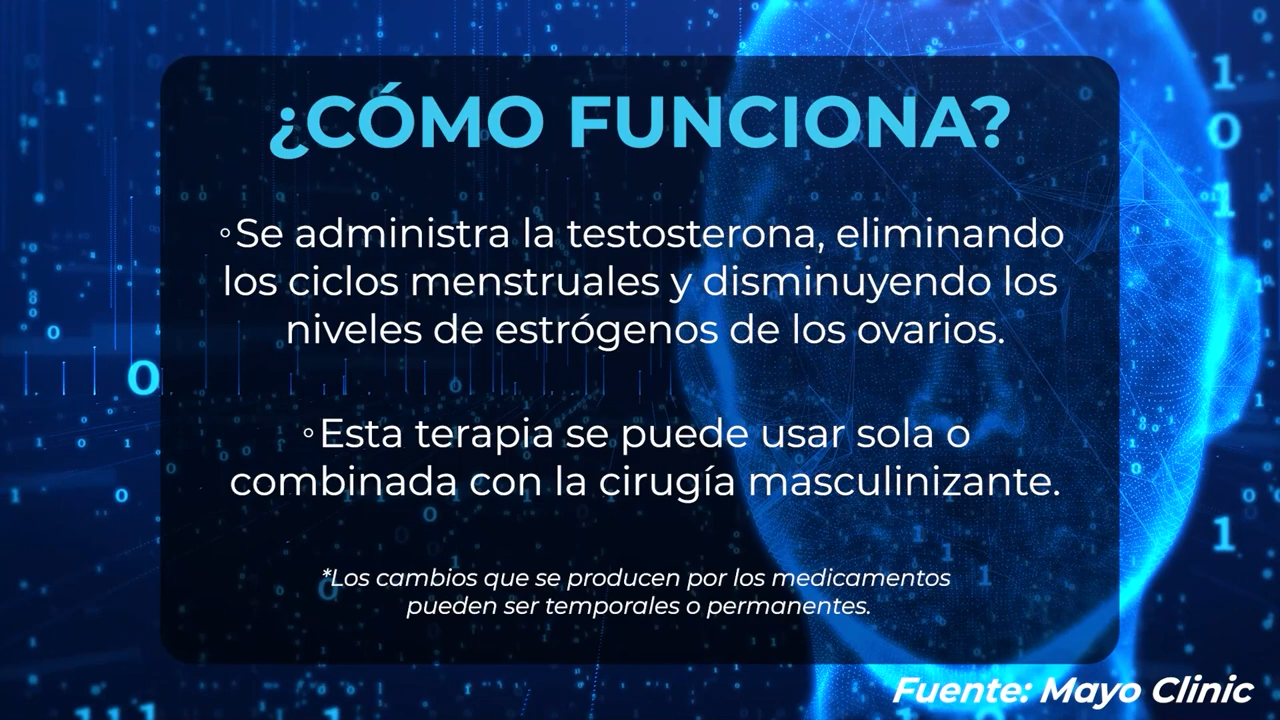 ¿CÓMO FUNCIONA?
◦Se administra la testosterona, eliminando
los ciclos menstruales y disminuyendo los
niveles de estrógenos de los ovarios.
◦Esta terapia se puede usar sola o
combinada con la cirugía masculinizante.
*Los cambios que se producen por los medicamentos
pueden ser temporales o permanentes.
Fuente: Mayo Clinic